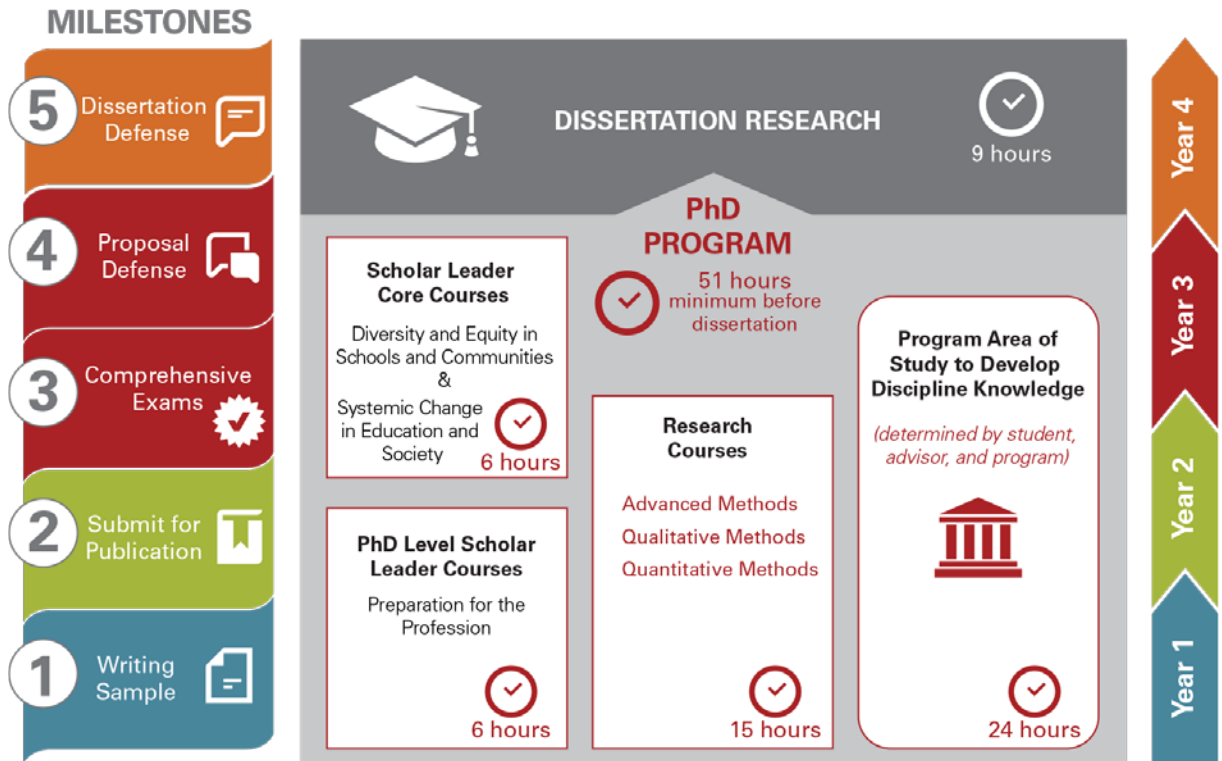 MILESTONES
5
Dissertation
Defense
4
Proposal
Defense
3
Comprehensive
Exams
2
Submit for
Publication
1
Writing
Sample
DISSERTATION RESEARCH
9 hours
PhD
PROGRAM
51 hours
minimum before
dissertation
Scholar Leader
Core Courses
Diversity and Equity in
Schools and Communities
&
Systemic Change
in Education and
Society
6 hours
PhD Level Scholar
Leader Courses
Preparation for the
Profession
6 hours
Research
Courses
Advanced Methods
Qualitative Methods
Quantitative Methods
15 hours
Program Area of
Study to Develop
Discipline Knowledge
(determined by student,
advisor, and program)
24 hours
Year 4
Year 3
Year 2
Year 1